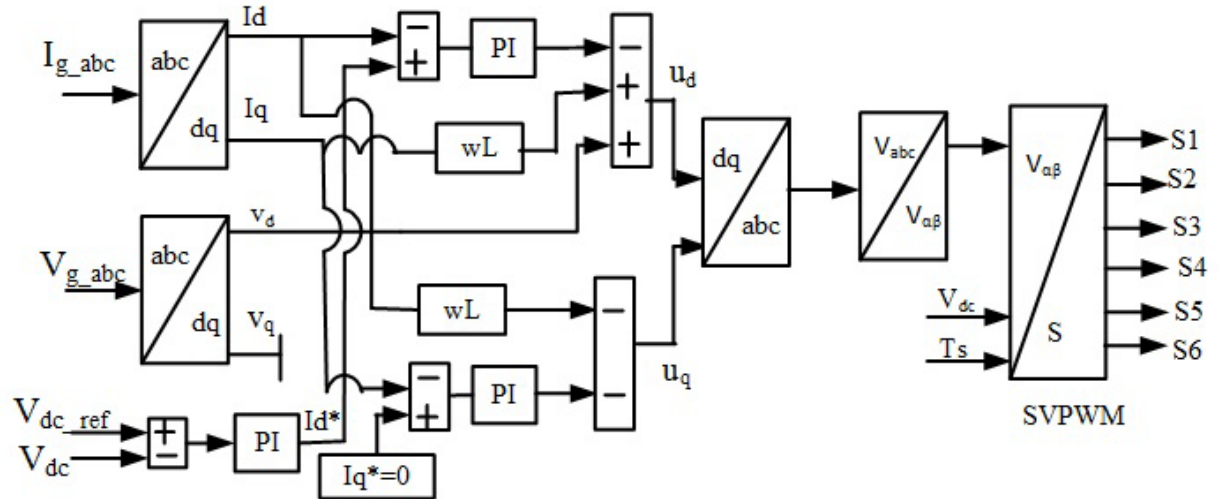 I_g_abc
abc
dq
Id
Iq
−
+
PI
−
+
+
u_d
wL
V_g_abc
abc
dq
v_d
v_q
wL
−
−
u_q
−
+
PI
V_dc_ref
V_dc
+
−
PI
Id*
Iq*=0
dq
abc
V_abc
V_αβ
V_αβ
S
V_dc
Ts
S1
S2
S3
S4
S5
S6
SVPWM